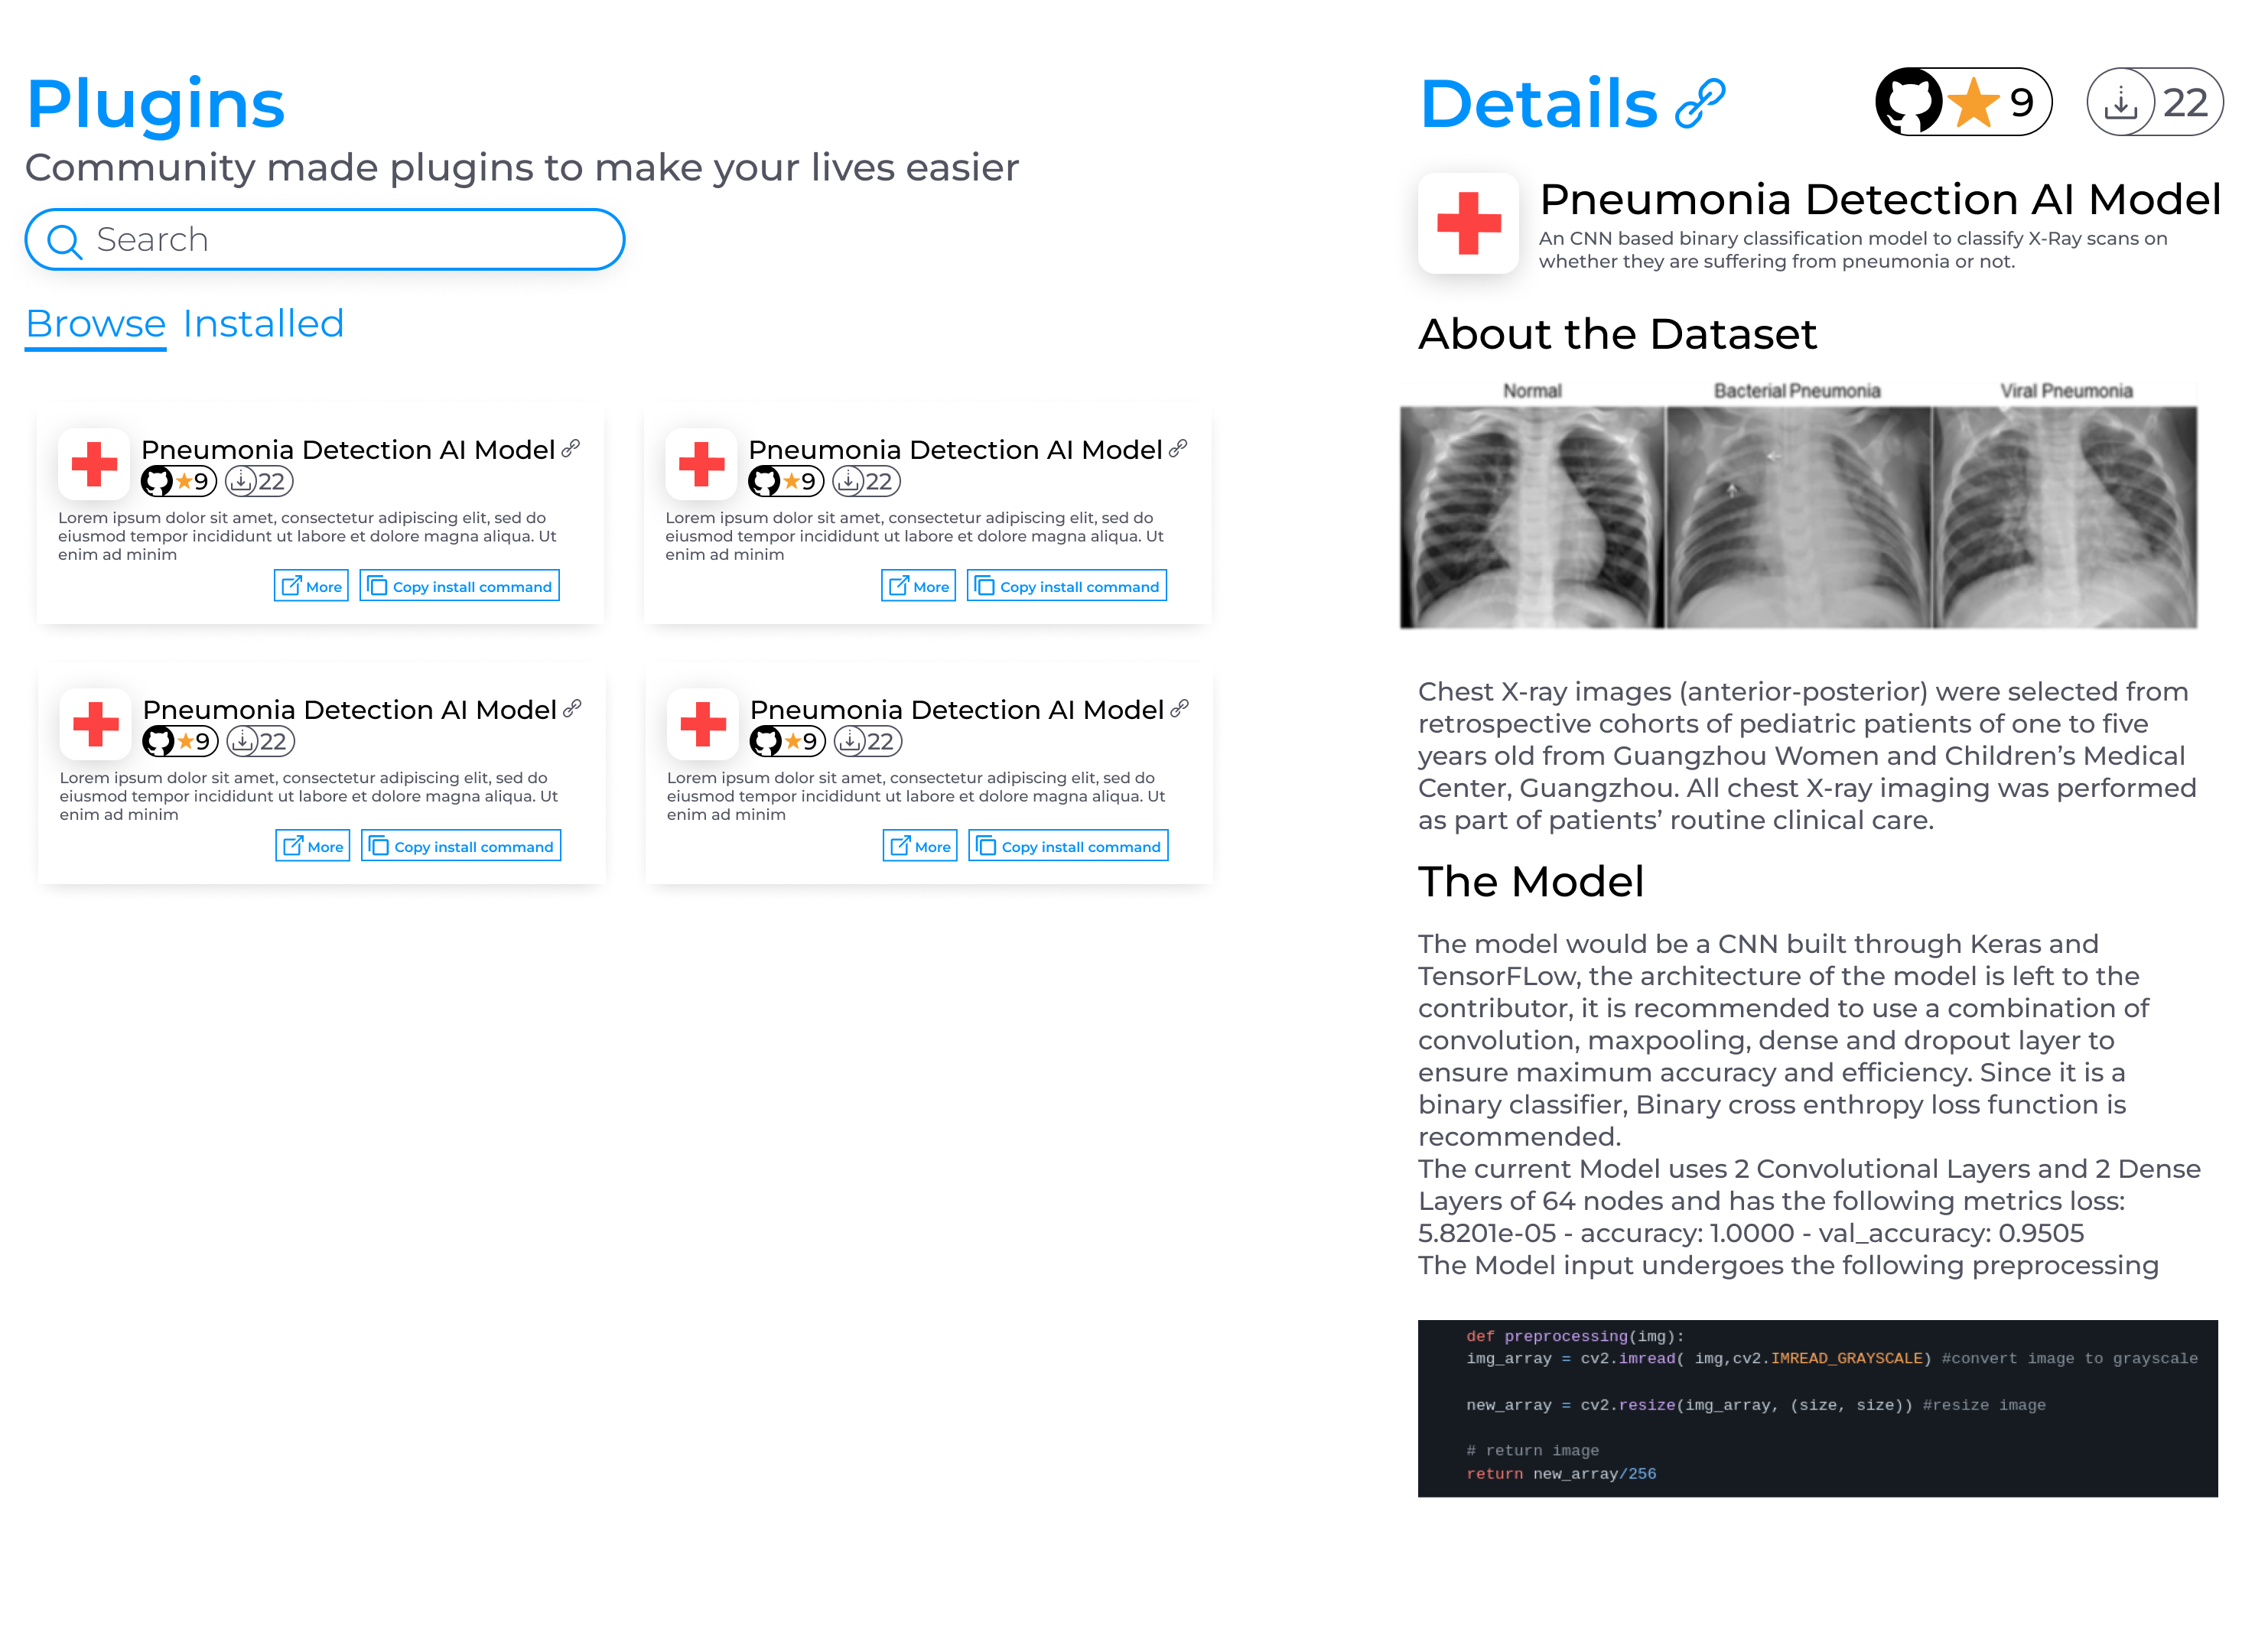 Plugins
Community made plugins to make your lives easier
Search
Browse Installed
Pneumonia Detection AI Model
9 22
Lorem ipsum dolor sit amet, consectetur adipiscing elit, sed do
eiusmod tempor incididunt ut labore et dolore magna aliqua. Ut
enim ad minim
More Copy install command
Pneumonia Detection AI Model
9 22
Lorem ipsum dolor sit amet, consectetur adipiscing elit, sed do
eiusmod tempor incididunt ut labore et dolore magna aliqua. Ut
enim ad minim
More Copy install command
Pneumonia Detection AI Model
9 22
Lorem ipsum dolor sit amet, consectetur adipiscing elit, sed do
eiusmod tempor incididunt ut labore et dolore magna aliqua. Ut
enim ad minim
More Copy install command
Pneumonia Detection AI Model
9 22
Lorem ipsum dolor sit amet, consectetur adipiscing elit, sed do
eiusmod tempor incididunt ut labore et dolore magna aliqua. Ut
enim ad minim
More Copy install command
Details 9 22
Pneumonia Detection AI Model
An CNN based binary classification model to classify X-Ray scans on
whether they are suffering from pneumonia or not.
About the Dataset
Normal Bacterial Pneumonia Viral Pneumonia
Chest X-ray images (anterior-posterior) were selected from
retrospective cohorts of pediatric patients of one to five
years old from Guangzhou Women and Children’s Medical
Center, Guangzhou. All chest X-ray imaging was performed
as part of patients’ routine clinical care.
The Model
The model would be a CNN built through Keras and
TensorFLow, the architecture of the model is left to the
contributor, it is recommended to use a combination of
convolution, maxpooling, dense and dropout layer to
ensure maximum accuracy and efficiency. Since it is a
binary classifier, Binary cross enthropy loss function is
recommended.
The current Model uses 2 Convolutional Layers and 2 Dense
Layers of 64 nodes and has the following metrics loss:
5.8201e-05 - accuracy: 1.0000 - val_accuracy: 0.9505
The Model input undergoes the following preprocessing
def preprocessing(img):
img_array = cv2.imread( img,cv2.IMREAD_GRAYSCALE) #convert image to grayscale
new_array = cv2.resize(img_array, (size, size)) #resize image
# return image
return new_array/256